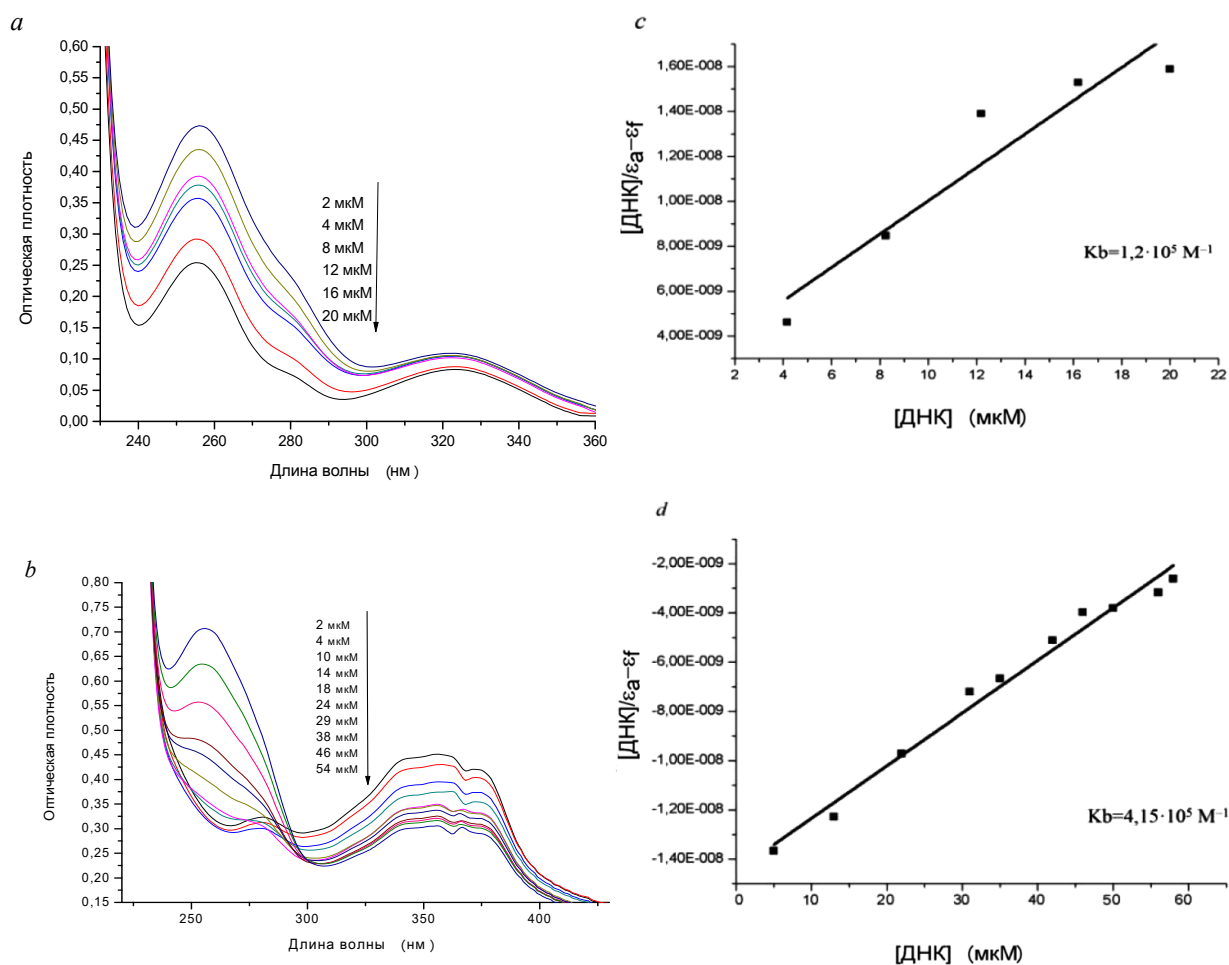 a
0,60
0,55
0,50
0,45
0,40
0,35
0,30
0,25
0,20
0,15
0,10
0,05
0,00
Оптическая плотность
2 мкМ
4 мкМ
8 мкМ
12 мкМ
16 мкМ
20 мкМ
240 260 280 300 320 340 360
Длина волны (нм)
c
1,60E-008
1,40E-008
1,20E-008
1,00E-008
8,00E-009
6,00E-009
4,00E-009
[ДНК]/εa–εf
Kb=1,2·10⁵ M⁻¹
2 4 6 8 10 12 14 16 18 20 22
[ДНК] (мкМ)
b
0,80
0,75
0,70
0,65
0,60
0,55
0,50
0,45
0,40
0,35
0,30
0,25
0,20
0,15
Оптическая плотность
2 мкМ
4 мкМ
10 мкМ
14 мкМ
18 мкМ
24 мкМ
29 мкМ
38 мкМ
46 мкМ
54 мкМ
250 300 350 400
Длина волны (нм)
d
-2,00E-009
-4,00E-009
-6,00E-009
-8,00E-009
-1,00E-008
-1,20E-008
-1,40E-008
[ДНК]/εa–εf
Kb=4,15·10⁵ M⁻¹
0 10 20 30 40 50 60
[ДНК] (мкМ)